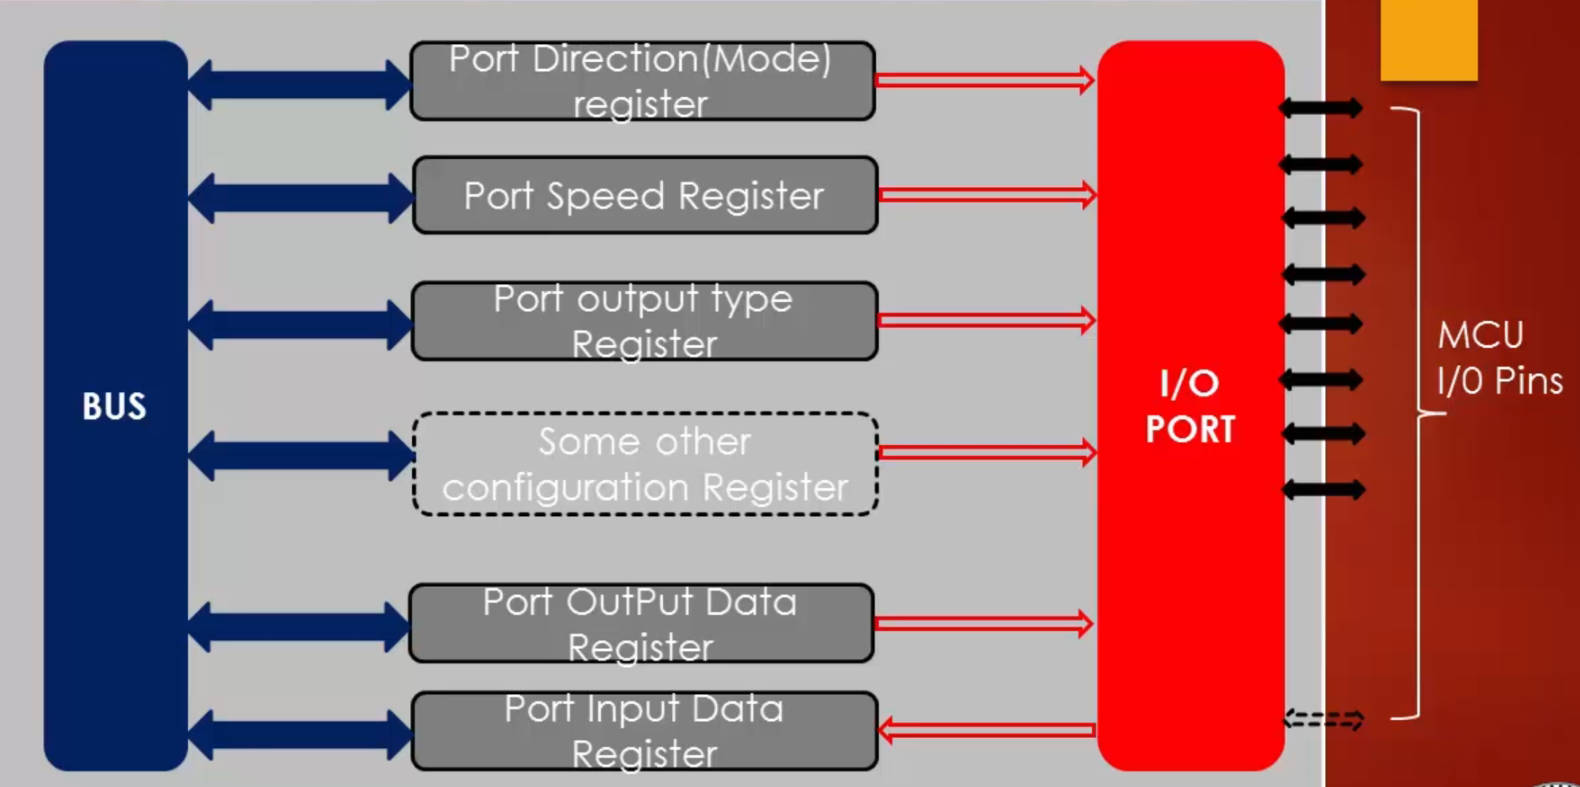 Port Direction(Mode)
register
Port Speed Register
Port output type
Register
BUS
Some other
configuration Register
I/O
PORT
MCU
I/0 Pins
Port OutPut Data
Register
Port Input Data
Register